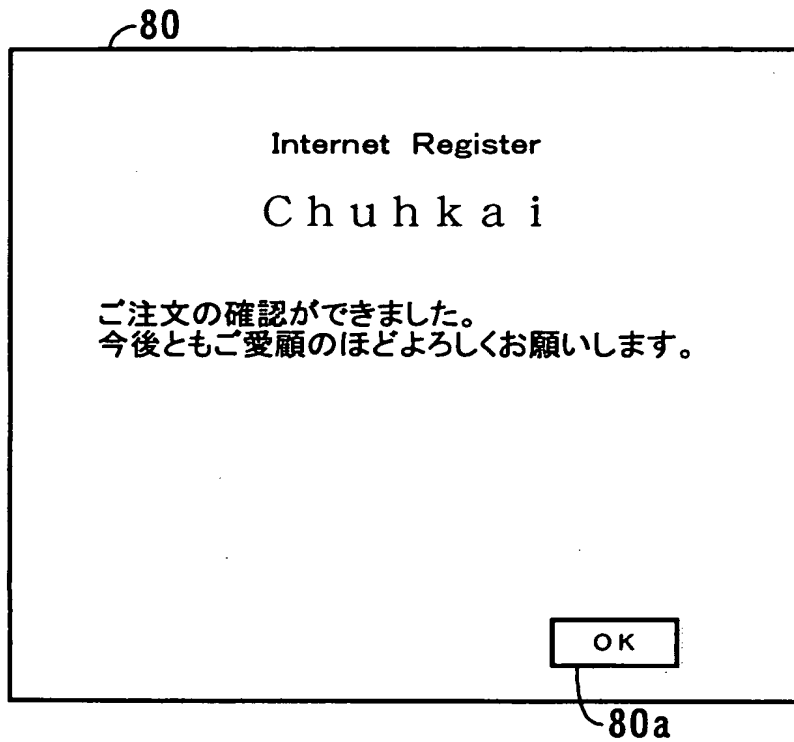 80
Internet Register
Chuhkai
ご注文の確認ができました。
今後ともご愛顧のほどよろしくお願いします。
OK
80a